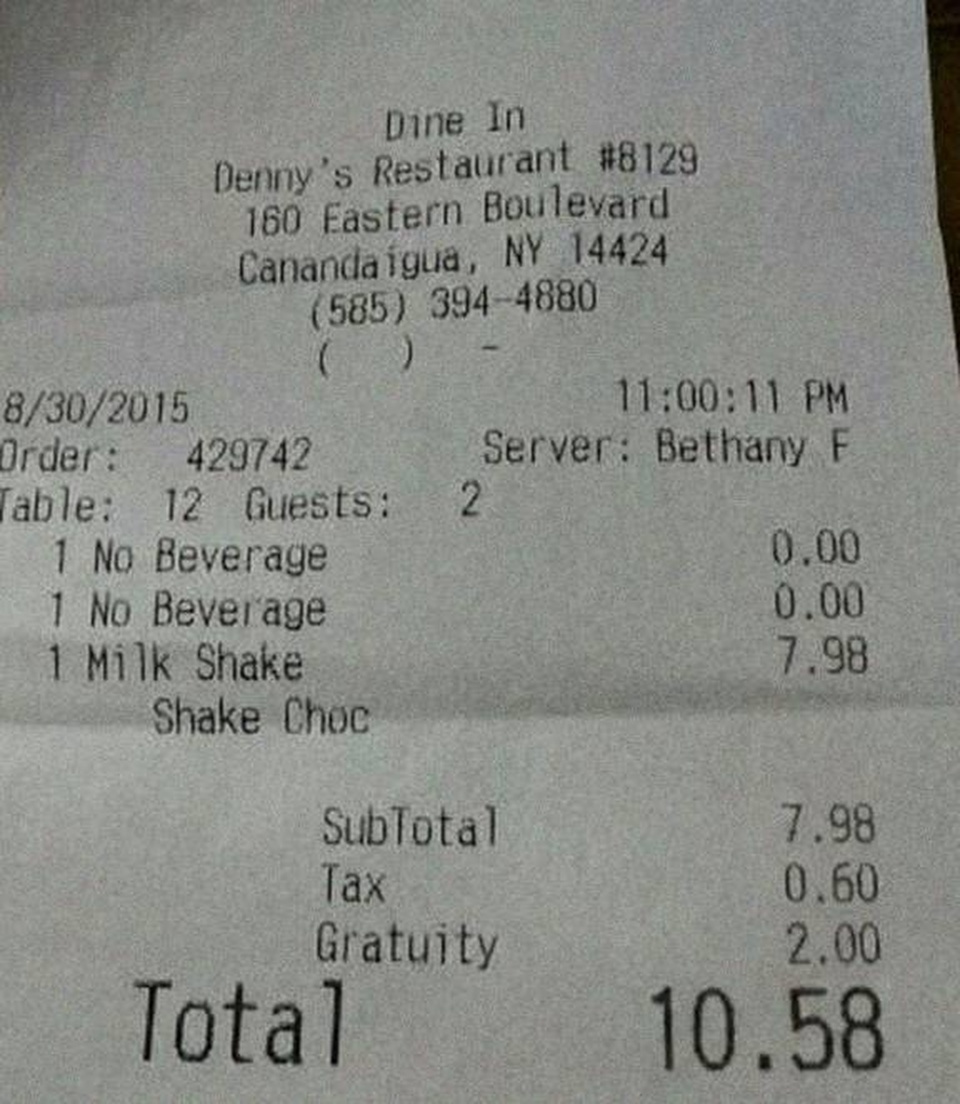 Dine In
Denny's Restaurant #8129
160 Eastern Boulevard
Canandaigua, NY 14424
(585) 394-4880
( ) -
8/30/2015 11:00:11 PM
Order: 429742 Server: Bethany F
Table: 12 Guests: 2
1 No Beverage 0.00
1 No Beverage 0.00
1 Milk Shake 7.98
Shake Choc
SubTotal 7.98
Tax 0.60
Gratuity 2.00
Total 10.58